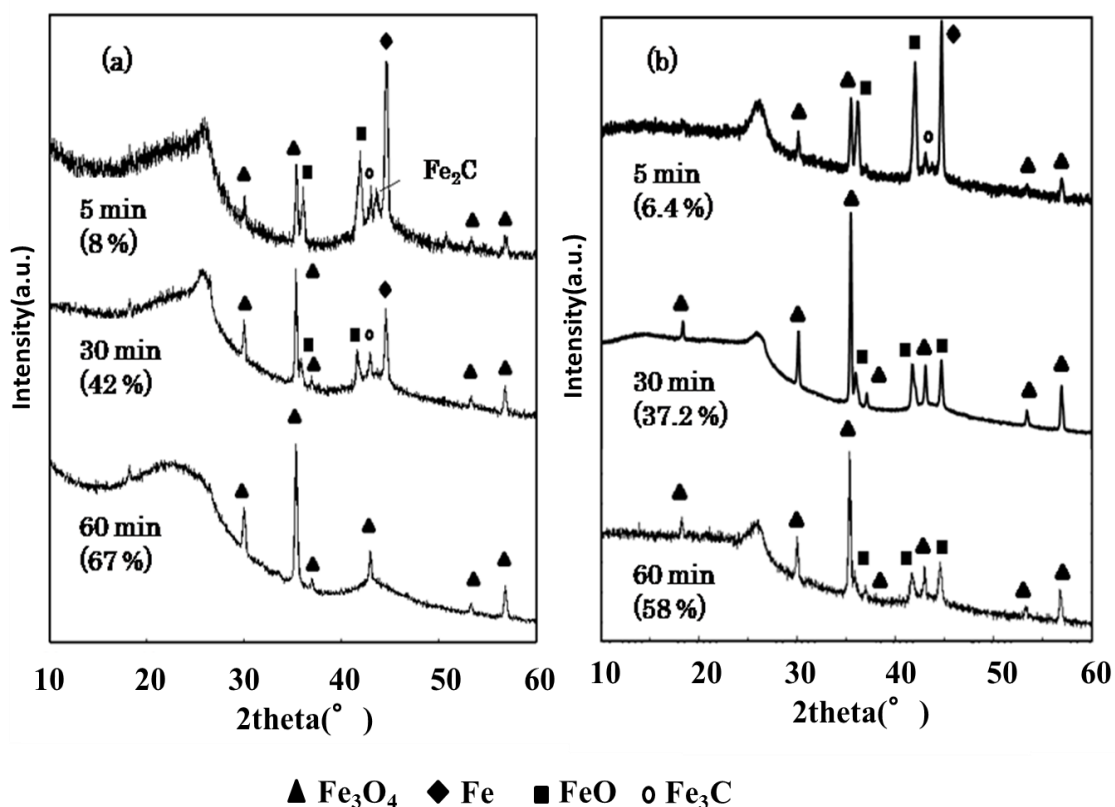 (a)
Fe₂C
5 min
(8 %)
30 min
(42 %)
60 min
(67 %)
Intensity(a.u.)
10 20 30 40 50 60
2theta(°)
(b)
5 min
(6.4 %)
30 min
(37.2 %)
60 min
(58 %)
Intensity(a.u.)
10 20 30 40 50 60
2theta(°)
▲ Fe₃O₄ ◆ Fe ■ FeO ○ Fe₃C